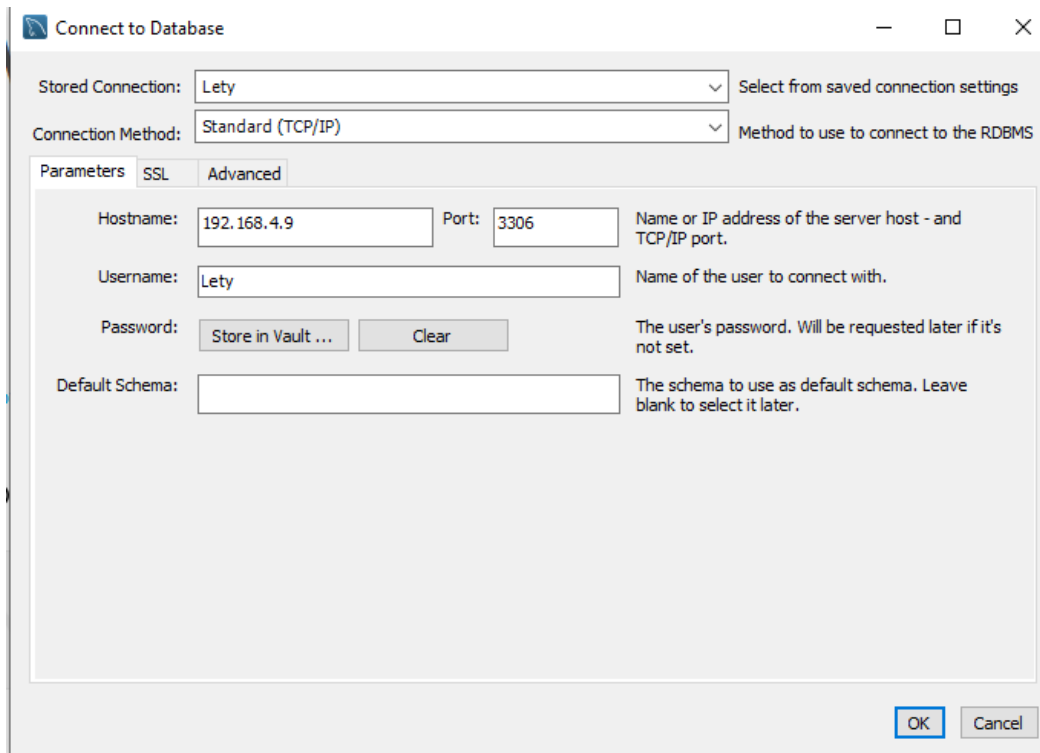 Connect to Database
Stored Connection: Lety Select from saved connection settings
Connection Method: Standard (TCP/IP) Method to use to connect to the RDBMS
Parameters SSL Advanced
Hostname: 192.168.4.9 Port: 3306 Name or IP address of the server host - and
TCP/IP port.
Username: Lety Name of the user to connect with.
Password: Store in Vault ... Clear The user's password. Will be requested later if it's
not set.
Default Schema: The schema to use as default schema. Leave
blank to select it later.
OK Cancel